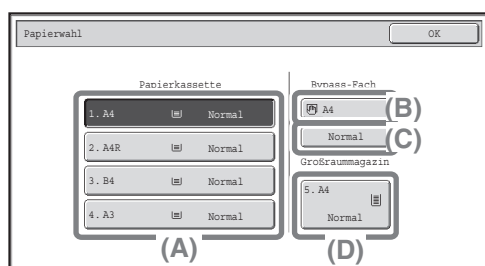 Papierwahl
OK
Papierkassette
1. A4 Normal
2. A4R Normal
3. B4 Normal
4. A3 Normal
(A)
Bypass-Fach
A4
(B)
Normal
(C)
Großraummagazin
5. A4
Normal
(D)